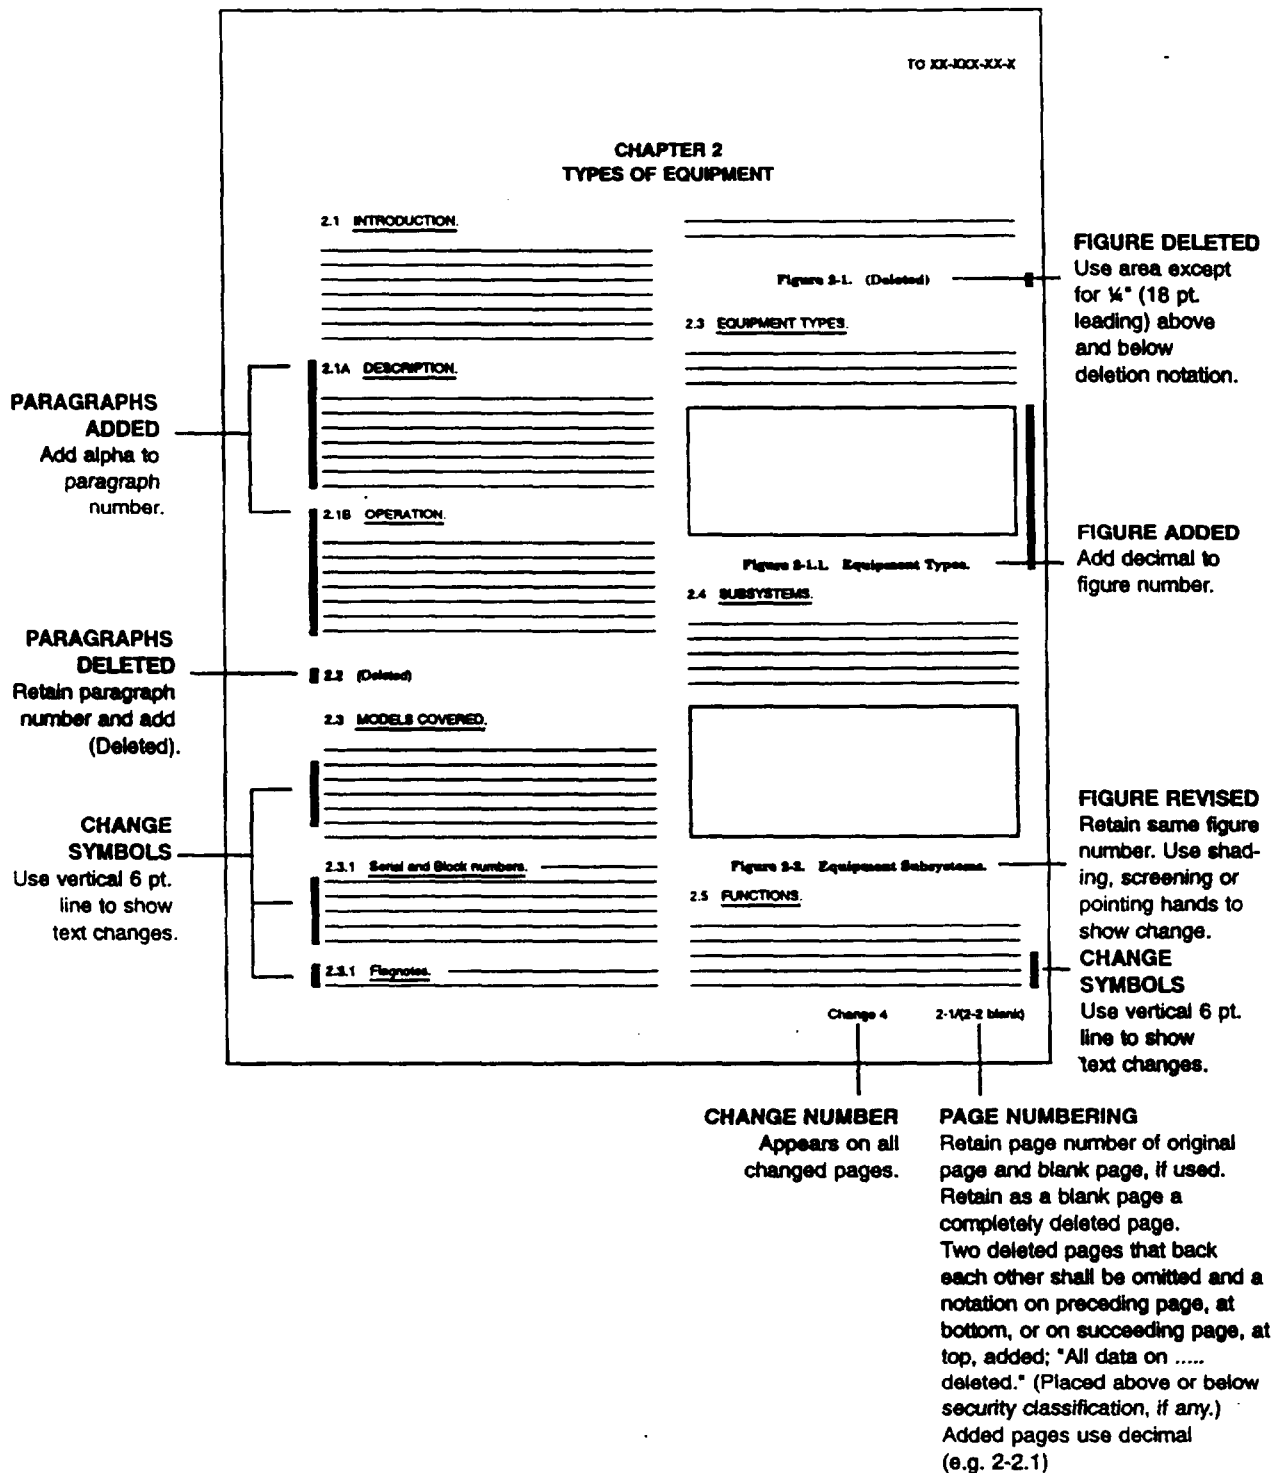 TO XX-XXX-XX-X
CHAPTER 2
TYPES OF EQUIPMENT
2.1 INTRODUCTION.
2.1A DESCRIPTION.
2.1B OPERATION.
2.2 (Deleted)
2.3 MODELS COVERED.
2.3.1 Serial and Block numbers.
2.3.1 Flagnotes.
Figure 2-1. (Deleted)
2.3 EQUIPMENT TYPES.
Figure 2-1.1. Equipment Types.
2.4 SUBSYSTEMS.
Figure 2-2. Equipment Subsystems.
2.5 FUNCTIONS.
Change 4
2-1/(2-2 blank)
PARAGRAPHS
ADDED
Add alpha to
paragraph
number.
PARAGRAPHS
DELETED
Retain paragraph
number and add
(Deleted).
CHANGE
SYMBOLS
Use vertical 6 pt.
line to show
text changes.
FIGURE DELETED
Use area except
for ¼" (18 pt.
leading) above
and below
deletion notation.
FIGURE ADDED
Add decimal to
figure number.
FIGURE REVISED
Retain same figure
number. Use shad-
ing, screening or
pointing hands to
show change.
CHANGE
SYMBOLS
Use vertical 6 pt.
line to show
text changes.
CHANGE NUMBER
Appears on all
changed pages.
PAGE NUMBERING
Retain page number of original
page and blank page, if used.
Retain as a blank page a
completely deleted page.
Two deleted pages that back
each other shall be omitted and a
notation on preceding page, at
bottom, or on succeeding page, at
top, added; "All data on .....
deleted." (Placed above or below
security classification, if any.)
Added pages use decimal
(e.g. 2-2.1)